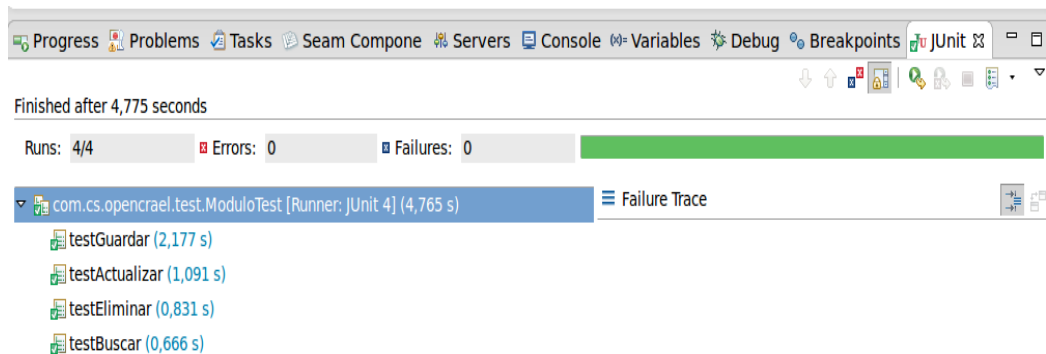 Progress Problems Tasks Seam Compone Servers Console (x)= Variables Debug Breakpoints JUnit
Finished after 4,775 seconds
Runs: 4/4 Errors: 0 Failures: 0
com.cs.opencrael.test.ModuloTest [Runner: JUnit 4] (4,765 s) Failure Trace
testGuardar (2,177 s)
testActualizar (1,091 s)
testEliminar (0,831 s)
testBuscar (0,666 s)